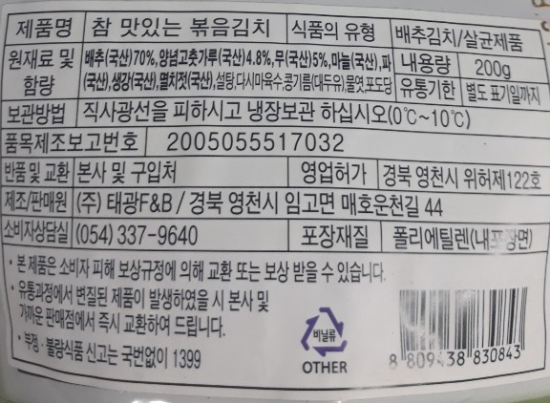 제품명 참 맛있는 볶음김치 식품의 유형 배추김치/살균제품
원재료 및 함량 배추(국산)70%,양념고춧가루(국산)4.8%,무(국산)5%,마늘(국산),파
(국산),생강(국산),멸치젓(국산),설탕,다시미옥수,콩기름(대두유),물엿,포도당
내용량 200g
유통기한 별도 표기일까지
보관방법 직사광선을 피하시고 냉장보관 하십시오(0℃~10℃)
품목제조보고번호 2005055517032
반품 및 교환 본사 및 구입처 영업허가 경북 영천시 위허제122호
제조/판매원 (주) 태광F&B / 경북 영천시 임고면 매호운천길 44
소비자상담실 (054) 337-9640 포장재질 폴리에틸렌(내포장면)
• 본 제품은 소비자 피해 보상규정에 의해 교환 또는 보상 받을 수 있습니다.
• 유통과정에서 변질된 제품이 발생하였을 시 본사 및
가까운 판매점에서 즉시 교환하여 드립니다.
• 부정·불량식품 신고는 국번없이 1399
비닐류
OTHER
8 809438 830843